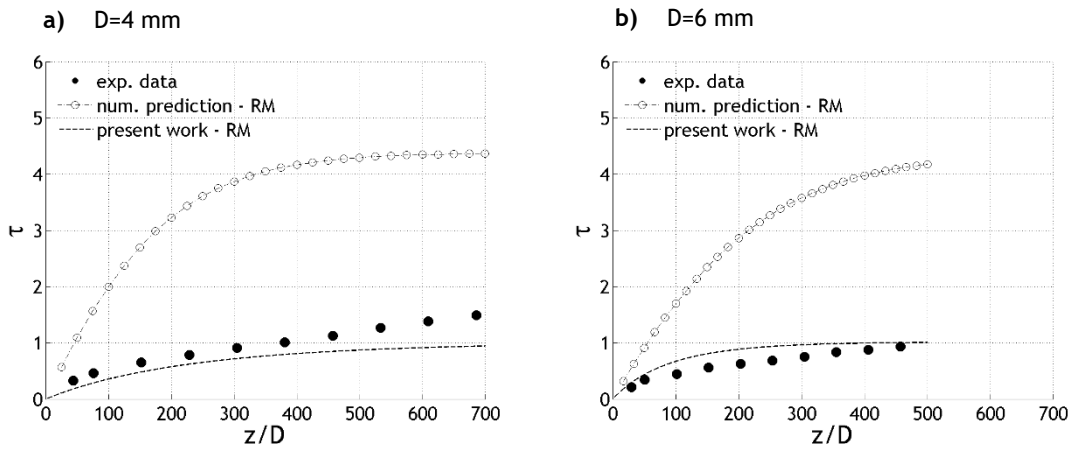 a) D=4 mm
6
5
4
3
2
1
0
τ
exp. data
num. prediction - RM
present work - RM
0 100 200 300 400 500 600 700
z/D
b) D=6 mm
6
5
4
3
2
1
0
τ
exp. data
num. prediction - RM
present work - RM
0 100 200 300 400 500 600 700
z/D